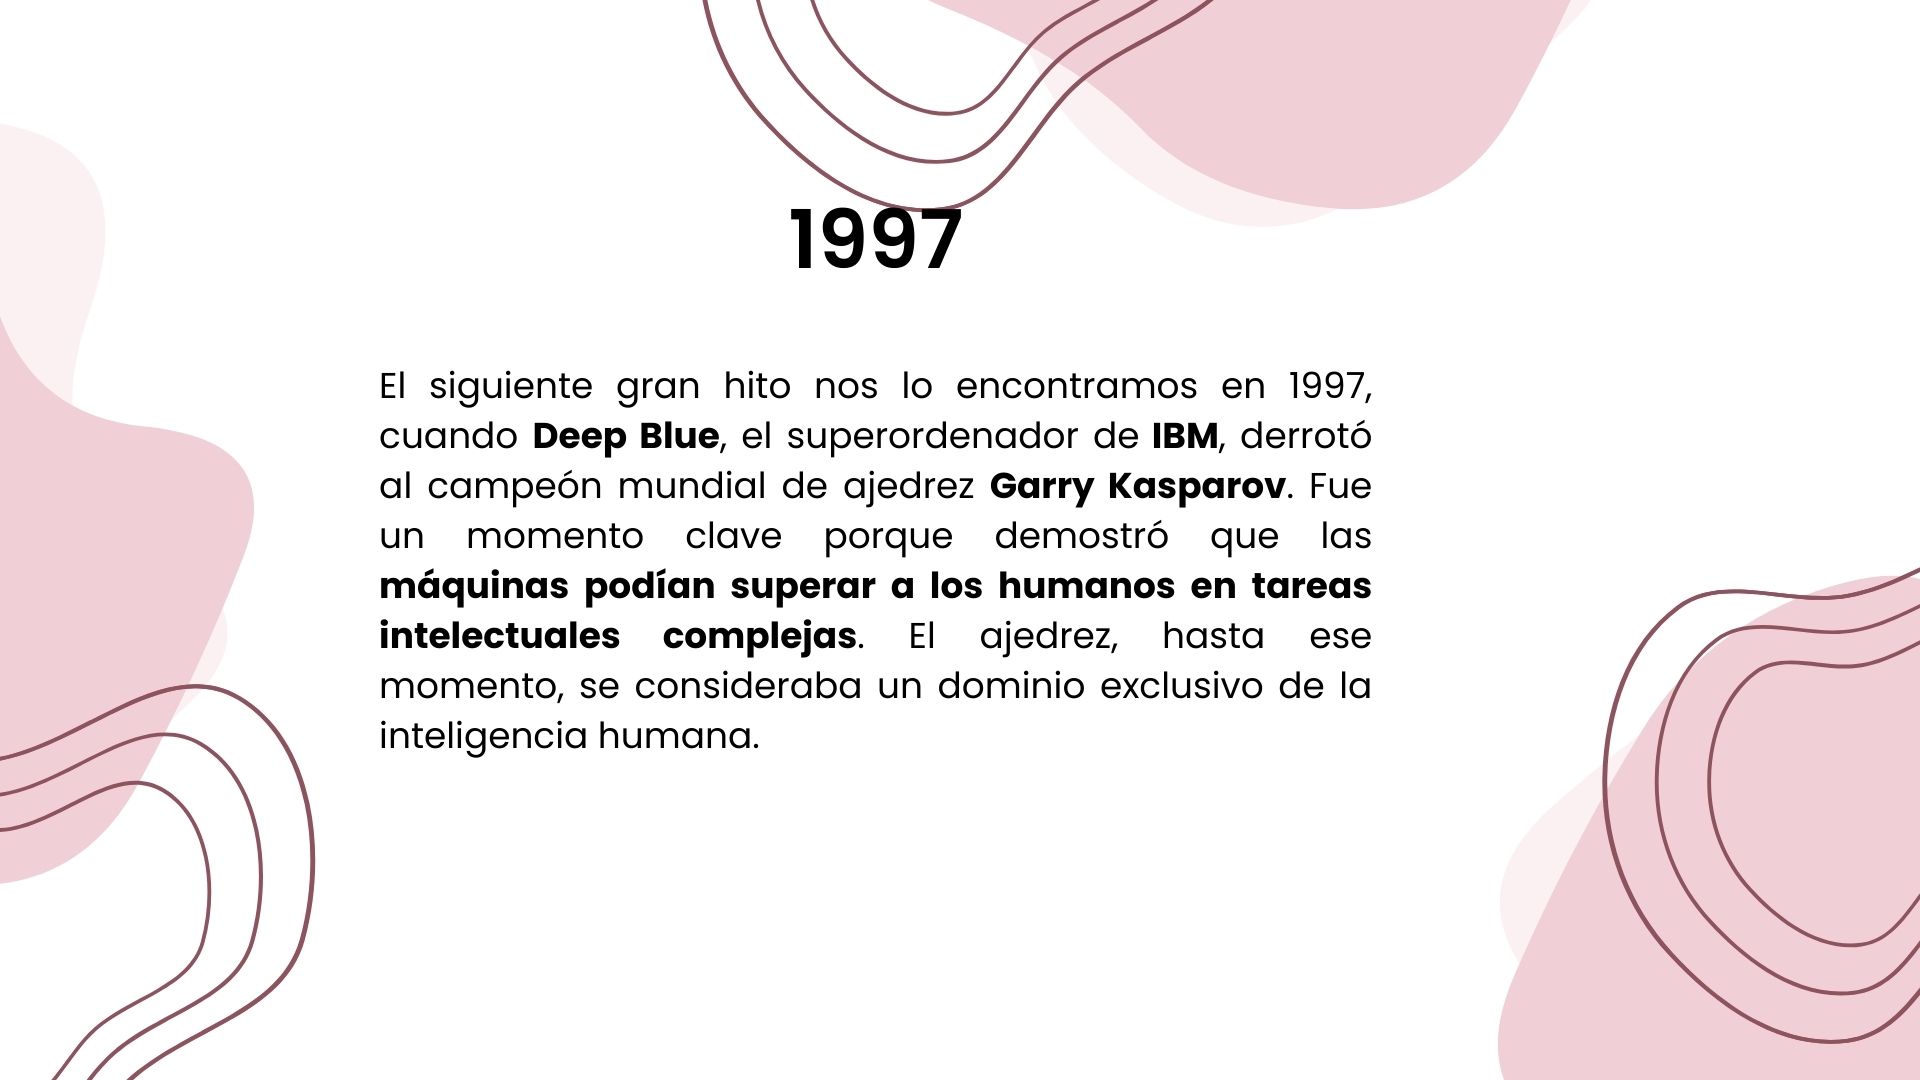 1997
El siguiente gran hito nos lo encontramos en 1997,
cuando Deep Blue, el superordenador de IBM, derrotó
al campeón mundial de ajedrez Garry Kasparov. Fue
un momento clave porque demostró que las
máquinas podían superar a los humanos en tareas
intelectuales complejas. El ajedrez, hasta ese
momento, se consideraba un dominio exclusivo de la
inteligencia humana.